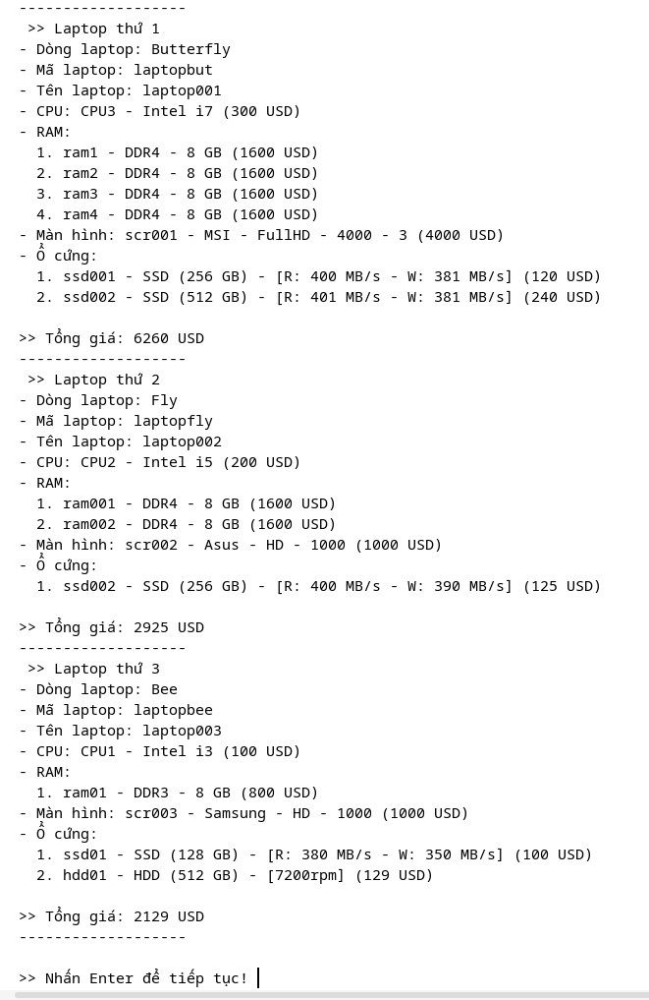 -------------------
>> Laptop thứ 1
- Dòng laptop: Butterfly
- Mã laptop: laptopbut
- Tên laptop: laptop001
- CPU: CPU3 - Intel i7 (300 USD)
- RAM:
1. ram1 - DDR4 - 8 GB (1600 USD)
2. ram2 - DDR4 - 8 GB (1600 USD)
3. ram3 - DDR4 - 8 GB (1600 USD)
4. ram4 - DDR4 - 8 GB (1600 USD)
- Màn hình: scr001 - MSI - FullHD - 4000 - 3 (4000 USD)
- Ổ cứng:
1. ssd001 - SSD (256 GB) - [R: 400 MB/s - W: 381 MB/s] (120 USD)
2. ssd002 - SSD (512 GB) - [R: 401 MB/s - W: 381 MB/s] (240 USD)

>> Tổng giá: 6260 USD
-------------------
>> Laptop thứ 2
- Dòng laptop: Fly
- Mã laptop: laptopfly
- Tên laptop: laptop002
- CPU: CPU2 - Intel i5 (200 USD)
- RAM:
1. ram001 - DDR4 - 8 GB (1600 USD)
2. ram002 - DDR4 - 8 GB (1600 USD)
- Màn hình: scr002 - Asus - HD - 1000 (1000 USD)
- Ổ cứng:
1. ssd002 - SSD (256 GB) - [R: 400 MB/s - W: 390 MB/s] (125 USD)

>> Tổng giá: 2925 USD
-------------------
>> Laptop thứ 3
- Dòng laptop: Bee
- Mã laptop: laptopbee
- Tên laptop: laptop003
- CPU: CPU1 - Intel i3 (100 USD)
- RAM:
1. ram01 - DDR3 - 8 GB (800 USD)
- Màn hình: scr003 - Samsung - HD - 1000 (1000 USD)
- Ổ cứng:
1. ssd01 - SSD (128 GB) - [R: 380 MB/s - W: 350 MB/s] (100 USD)
2. hdd01 - HDD (512 GB) - [7200rpm] (129 USD)

>> Tổng giá: 2129 USD
-------------------

>> Nhấn Enter để tiếp tục!